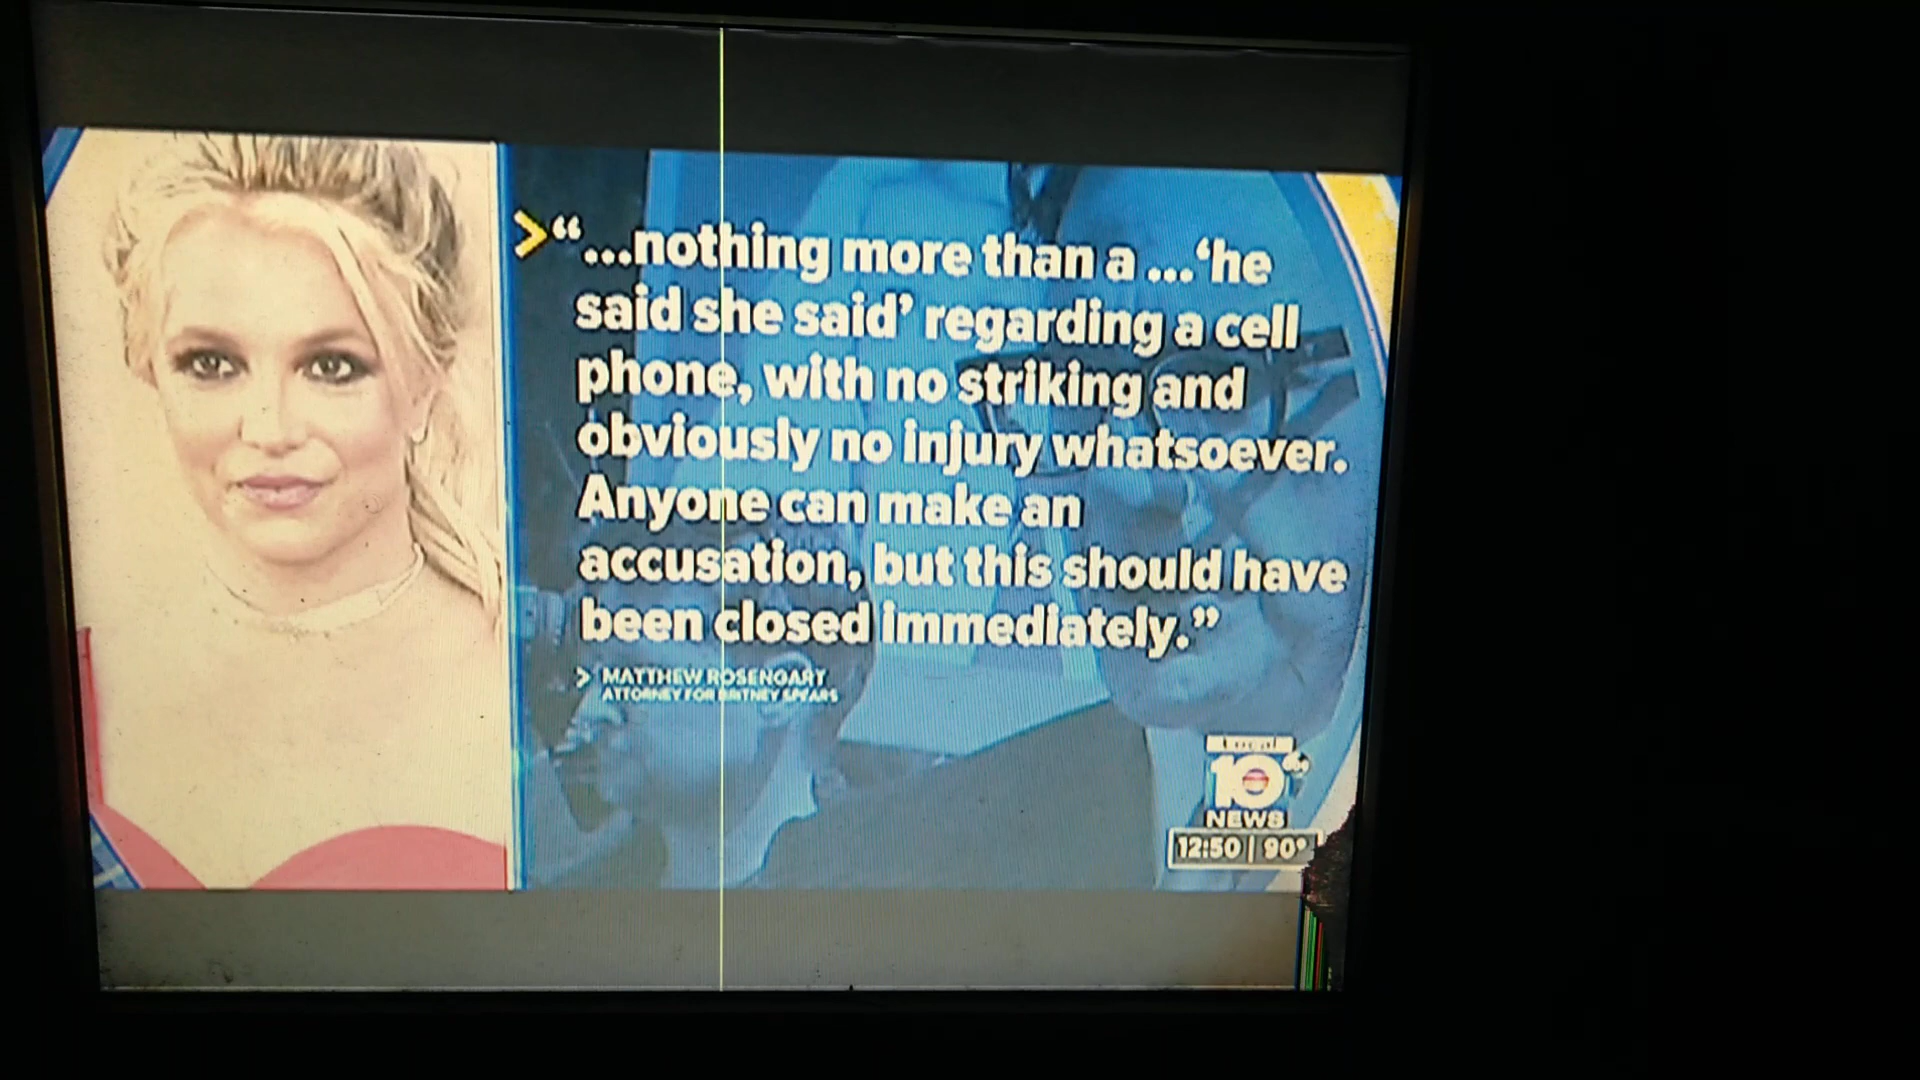 >“...nothing more than a ...‘he
said she said’ regarding a cell
phone, with no striking and
obviously no injury whatsoever.
Anyone can make an
accusation, but this should have
been closed immediately.”
> MATTHEW ROSENGART
ATTORNEY FOR BRITNEY SPEARS
Local
10 abc
NEWS
12:50 | 90°